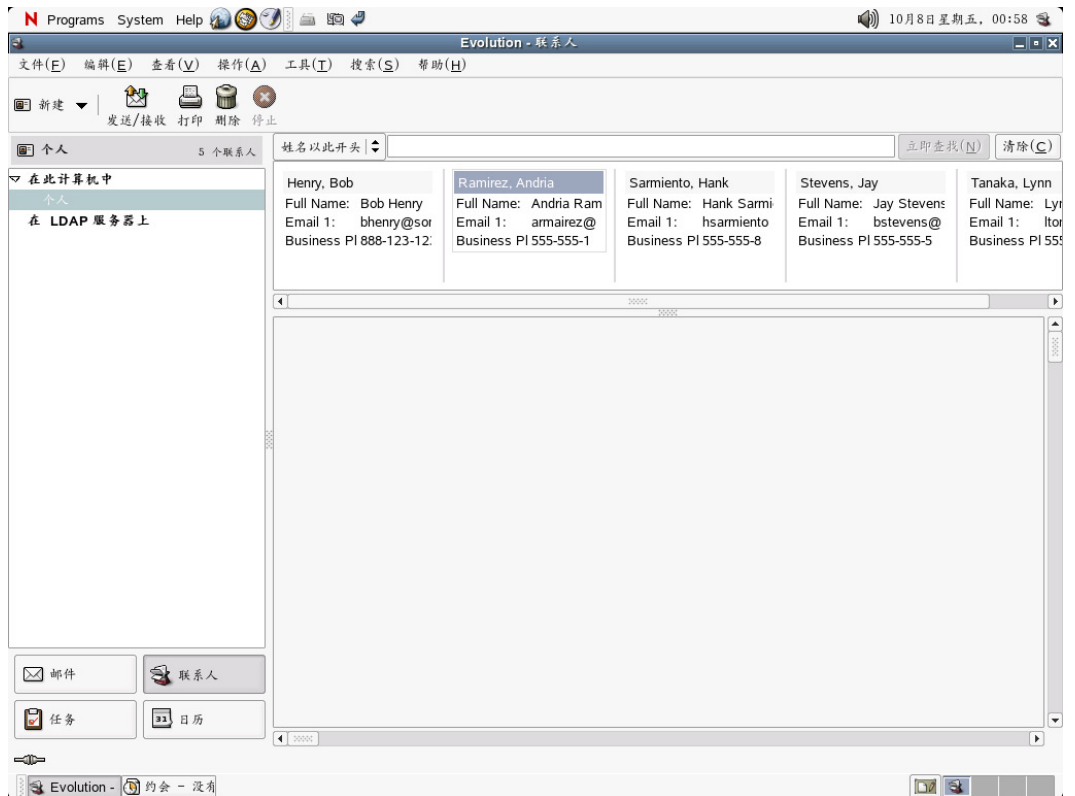 N Programs System Help 10月8日星期五, 00:58
Evolution - 联系人
文件(F) 编辑(E) 查看(V) 操作(A) 工具(T) 搜索(S) 帮助(H)
新建 发送/接收 打印 删除 停止
个人 5 个联系人
姓名以此开头 立即查找(N) 清除(C)
在此计算机中
个人
在 LDAP 服务器上
Henry, Bob
Full Name: Bob Henry
Email 1: bhenry@sor
Business Pl 888-123-12
Ramirez, Andria
Full Name: Andria Ram
Email 1: armairez@
Business Pl 555-555-1
Sarmiento, Hank
Full Name: Hank Sarmi
Email 1: hsarmiento
Business Pl 555-555-8
Stevens, Jay
Full Name: Jay Stevens
Email 1: bstevens@
Business Pl 555-555-5
Tanaka, Lynn
Full Name: Lyn
Email 1: ltor
Business Pl 555
邮件
联系人
任务
31 日历
Evolution - 约会 - 没有